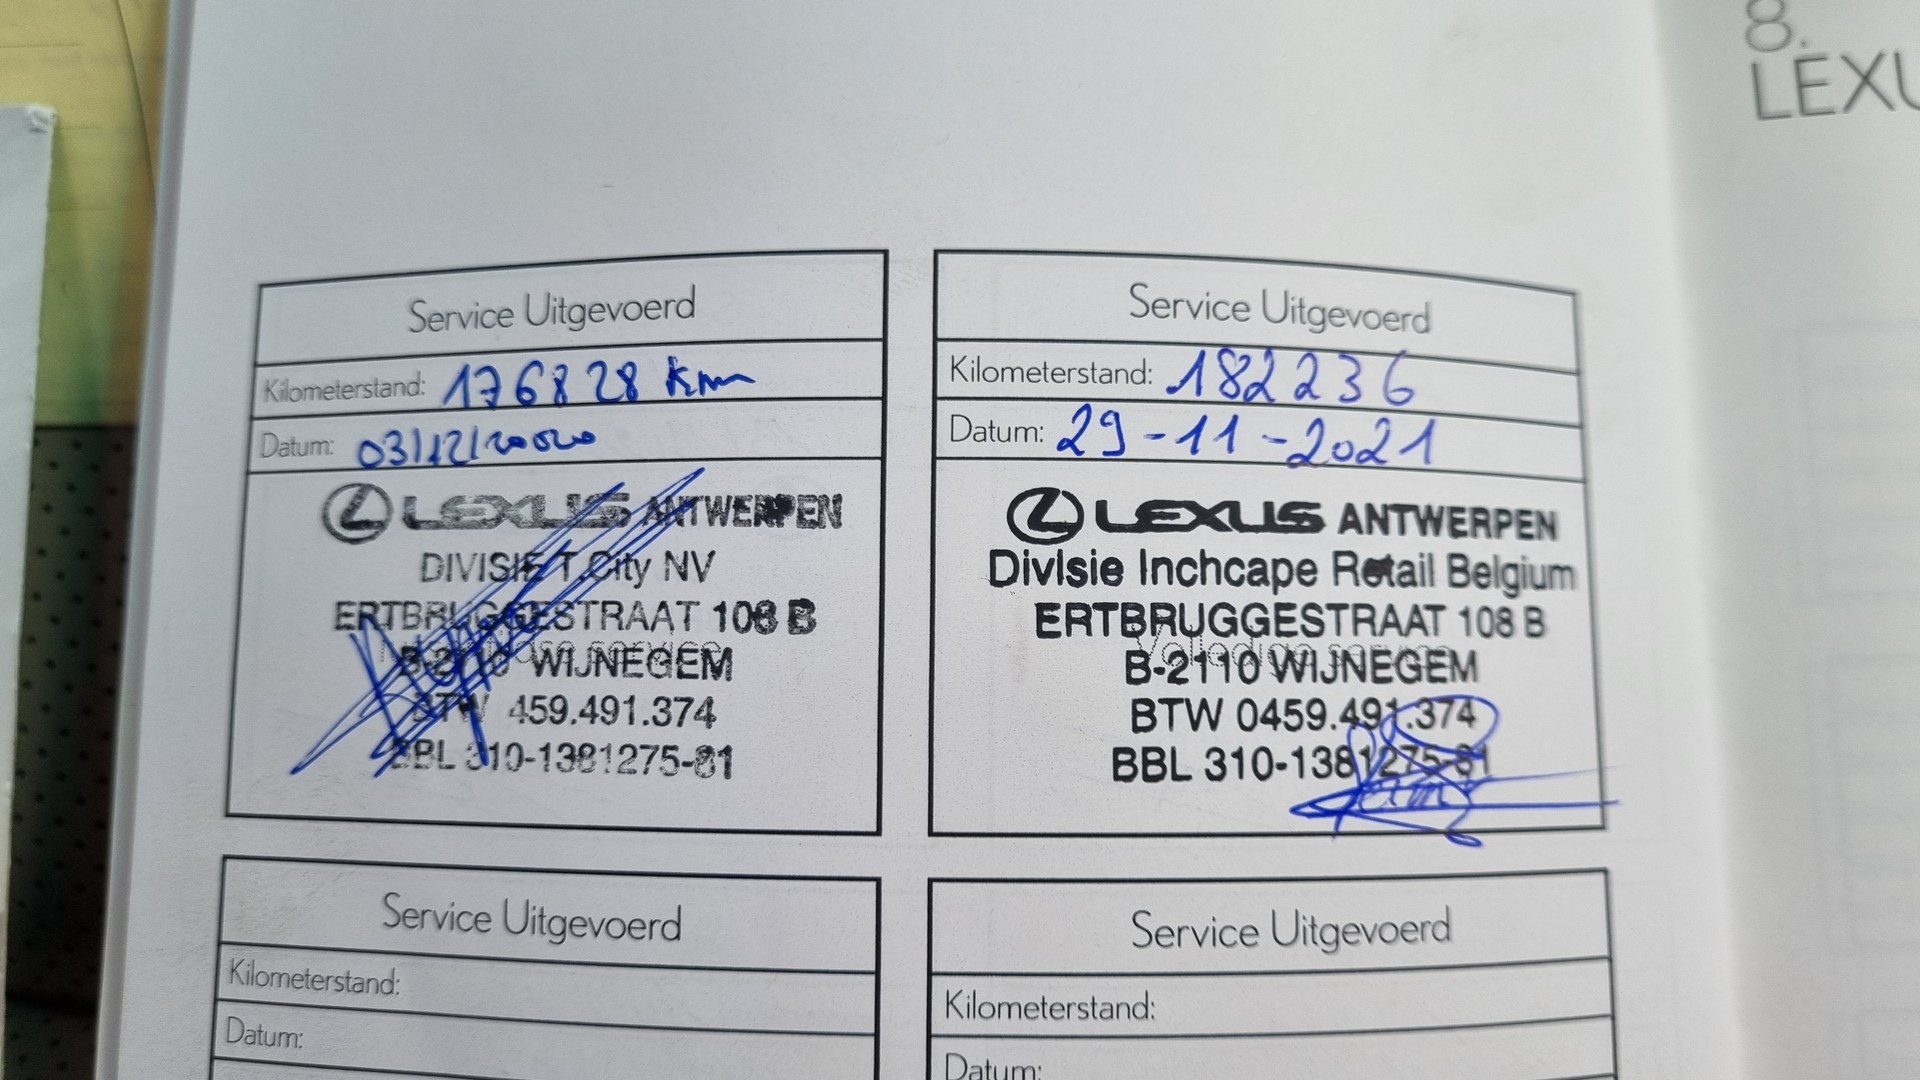 8.
LEXU
Service Uitgevoerd
Kilometerstand: 176828 Km
Datum: 03/12/2020
LEXUS ANTWERPEN
DIVISIE T.City NV
ERTBRUGGESTRAAT 108 B
B-2110 WIJNEGEM
BTW 459.491.374
BBL 310-1381275-81
Service Uitgevoerd
Kilometerstand: 182236
Datum: 29-11-2021
LEXUS ANTWERPEN
Divisie Inchcape Retail Belgium
ERTBRUGGESTRAAT 108 B
B-2110 WIJNEGEM
BTW 0459.491.374
BBL 310-1381275-81
Service Uitgevoerd
Kilometerstand:
Datum:
Service Uitgevoerd
Kilometerstand:
Datum: